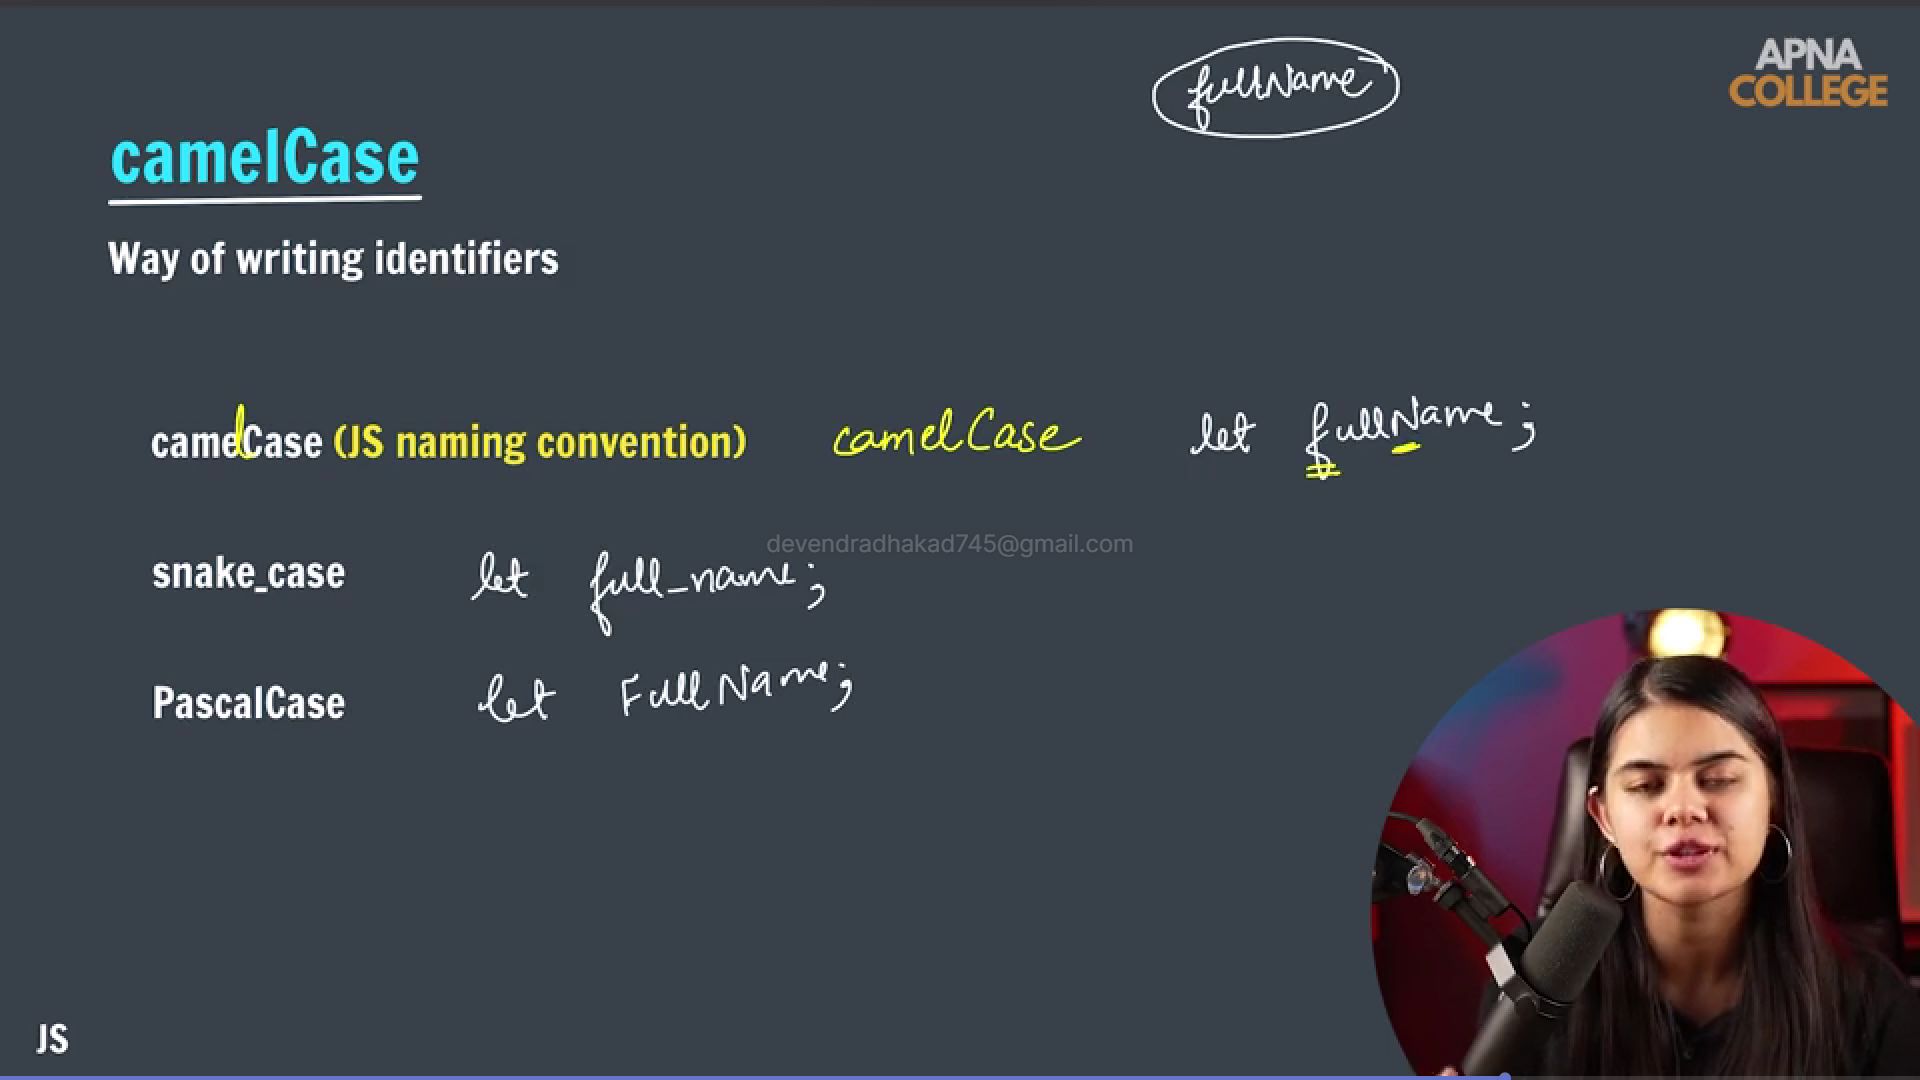 fullName
APNA
COLLEGE
camelCase
Way of writing identifiers
camelCase (JS naming convention) camelCase let fullName;
devendradhakad745@gmail.com
snake_case let full_name;
PascalCase let FullName;
JS